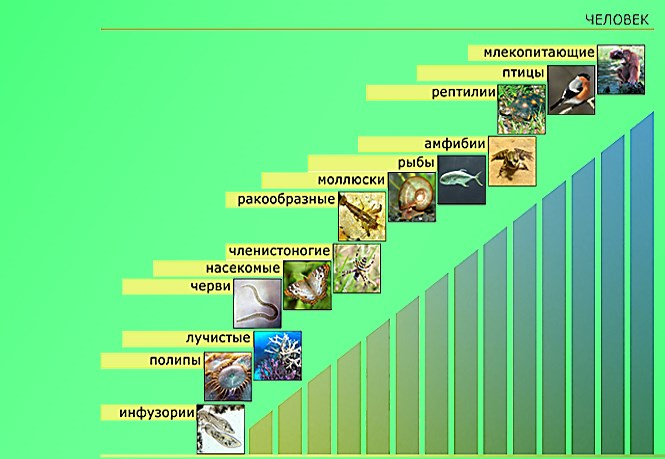 ЧЕЛОВЕК
млекопитающие
птицы
рептилии
амфибии
рыбы
моллюски
ракообразные
членистоногие
насекомые
черви
лучистые
полипы
инфузории